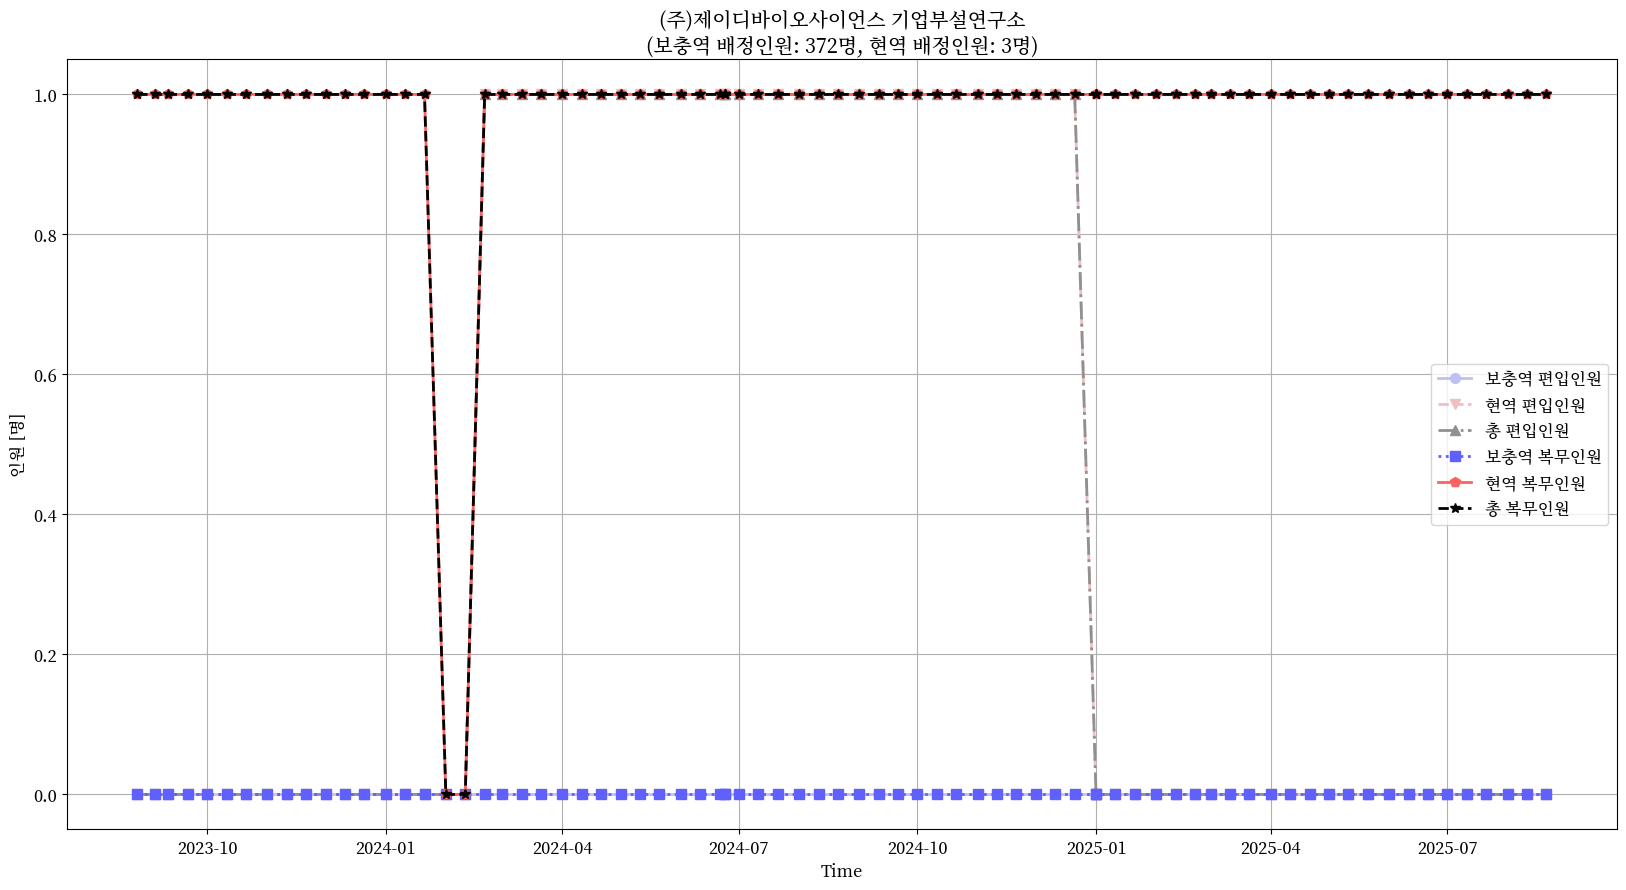 (주)제이디바이오사이언스 기업부설연구소
(보충역 배정인원: 372명, 현역 배정인원: 3명)
1.0
0.8
0.6
0.4
0.2
0.0
인원 [명]
보충역 편입인원
현역 편입인원
총 편입인원
보충역 복무인원
현역 복무인원
총 복무인원
2023-10
2024-01
2024-04
2024-07
2024-10
2025-01
2025-04
2025-07
Time